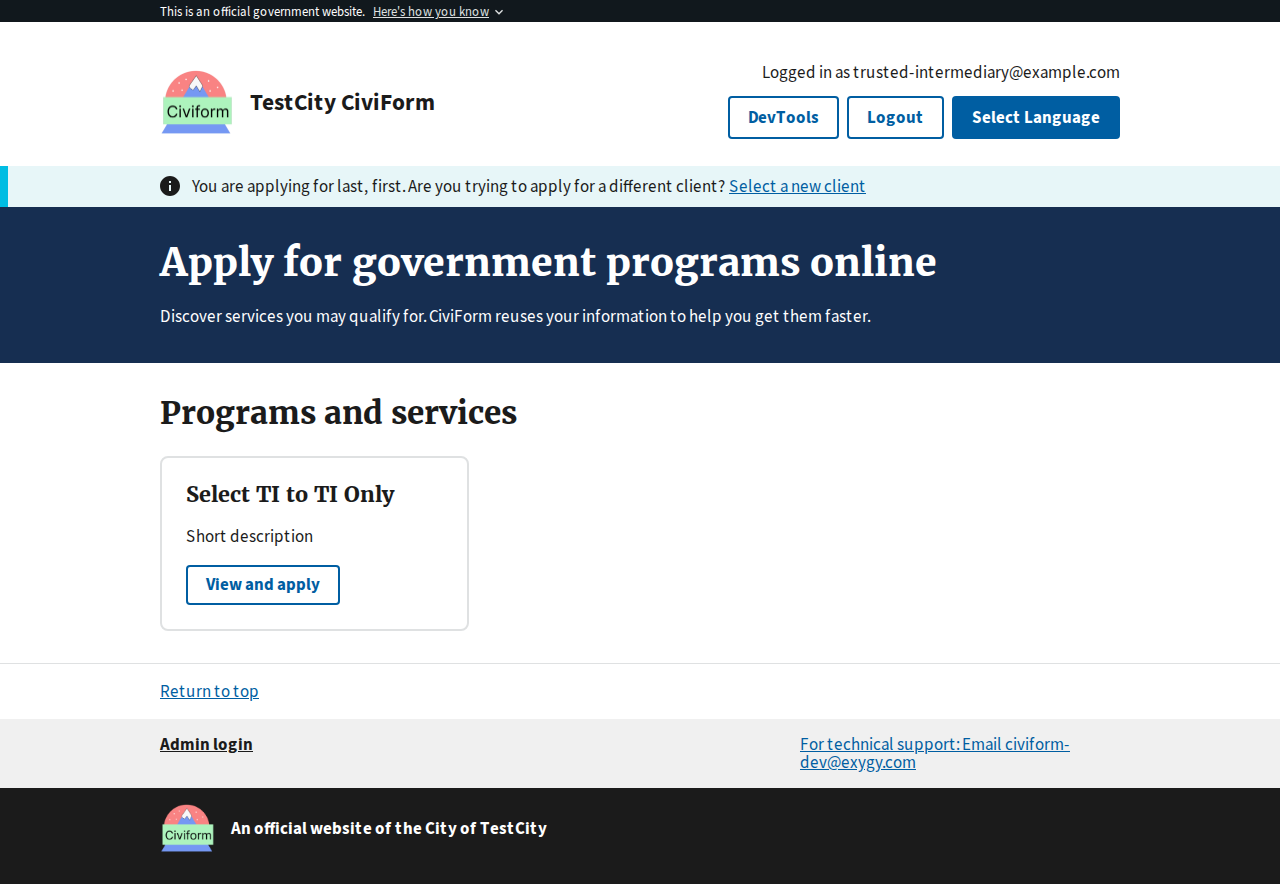 This is an official government website. Here's how you know
Civiform
TestCity CiviForm
Logged in as trusted-intermediary@example.com
DevTools
Logout
Select Language
You are applying for last, first. Are you trying to apply for a different client? Select a new client
Apply for government programs online
Discover services you may qualify for. CiviForm reuses your information to help you get them faster.
Programs and services
Select TI to TI Only
Short description
View and apply
Return to top
Admin login
For technical support: Email civiform-
dev@exygy.com
Civiform
An official website of the City of TestCity